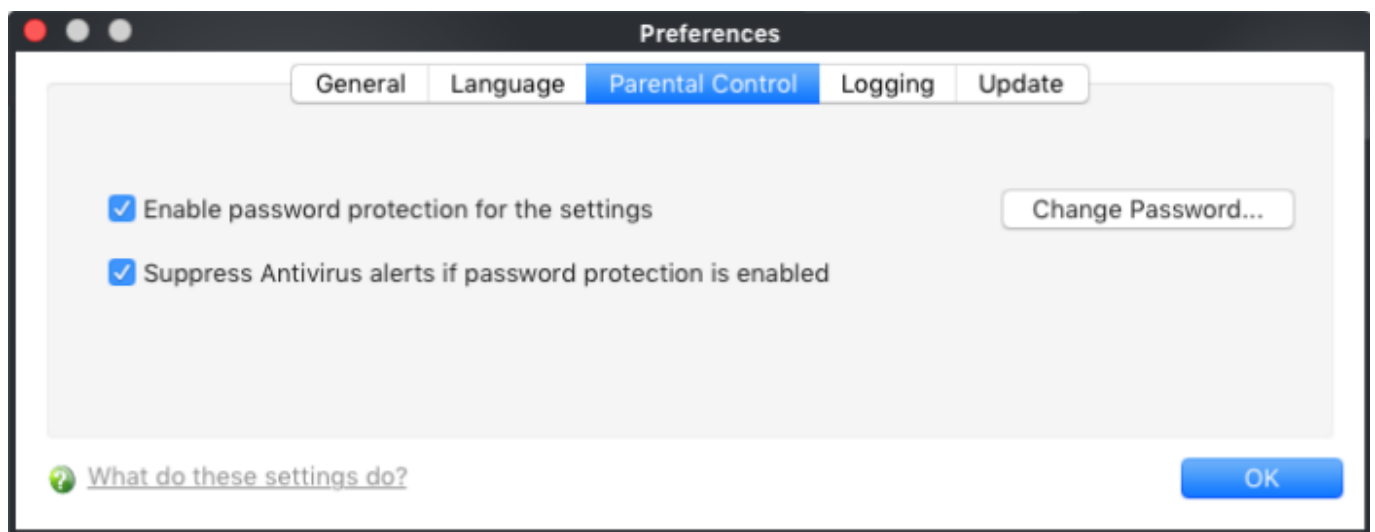 Preferences
General Language Parental Control Logging Update
Enable password protection for the settings Change Password...
Suppress Antivirus alerts if password protection is enabled
What do these settings do? OK